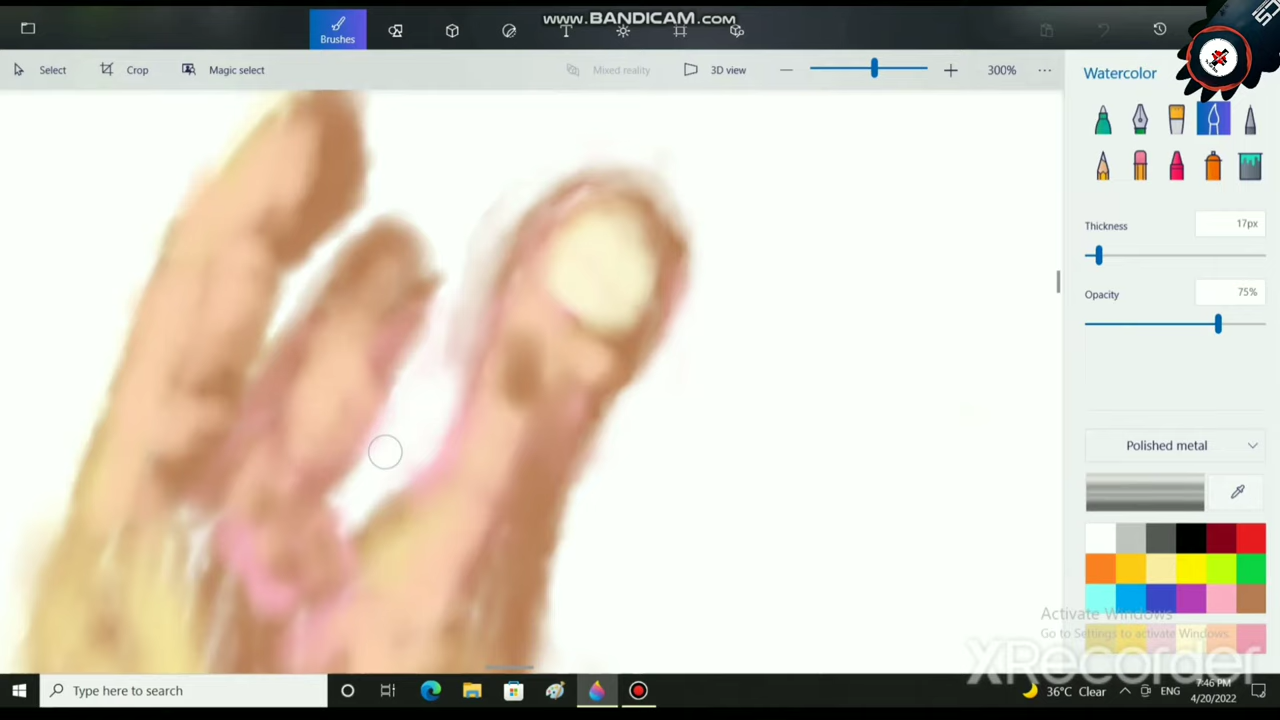 www.BANDICAM.com
Brushes
Select
Crop
Magic select
Mixed reality
3D view
300%
Watercolor
Thickness
17px
Opacity
75%
Polished metal
Activate Windows
Go to Settings to activate Windows.
XRecorder
Type here to search
36°C Clear
ENG
7:46 PM
4/20/2022